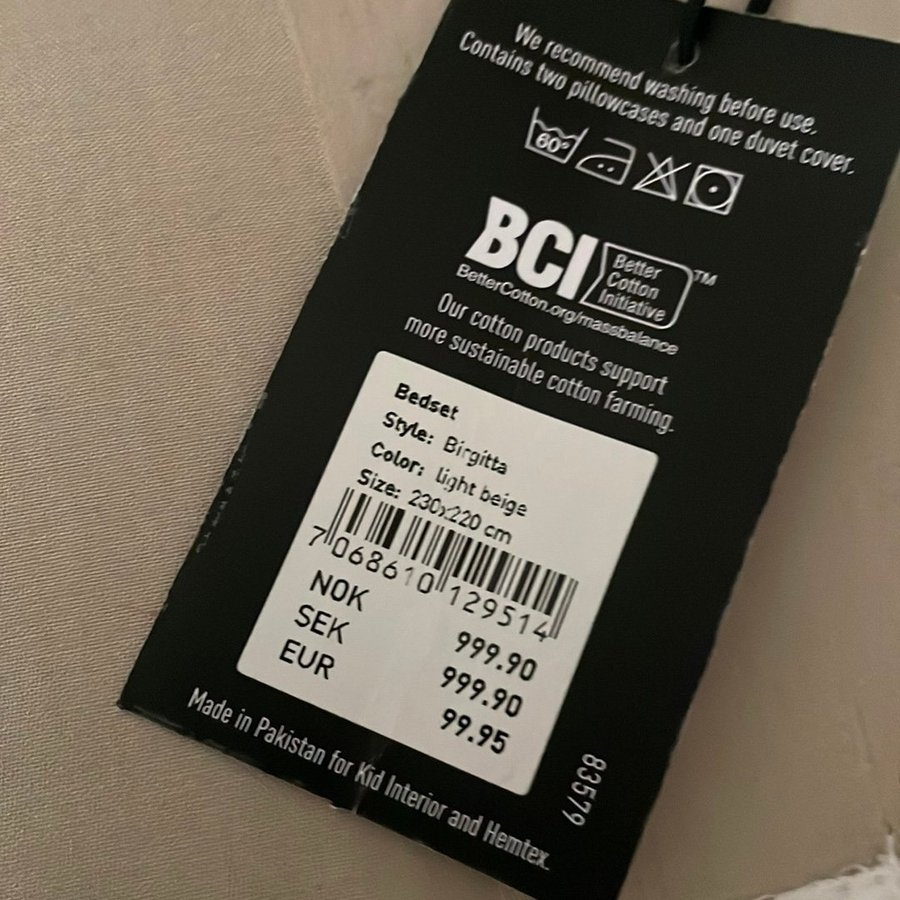 We recommend washing before use.
Contains two pillowcases and one duvet cover.
60°
BCI
Better
Cotton
Initiative
™
BetterCotton.org/massbalance
Our cotton products support
more sustainable cotton farming.
Bedset
Style: Birgitta
Color: light beige
Size: 230x220 cm
7 068610 129514
NOK 999.90
SEK 999.90
EUR 99.95
83579
Made in Pakistan for Kid Interior and Hemtex.